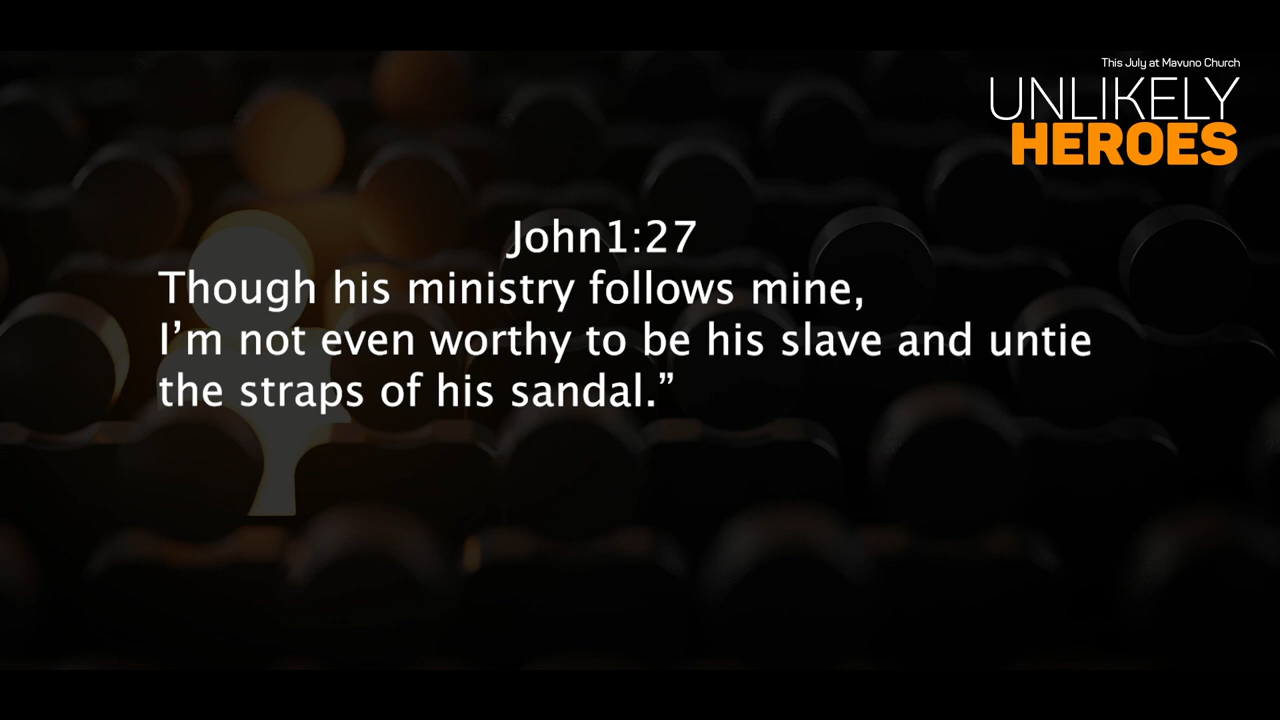 This July at Mavuno Church
UNLIKELY
HEROES
John1:27
Though his ministry follows mine,
I’m not even worthy to be his slave and untie
the straps of his sandal.”